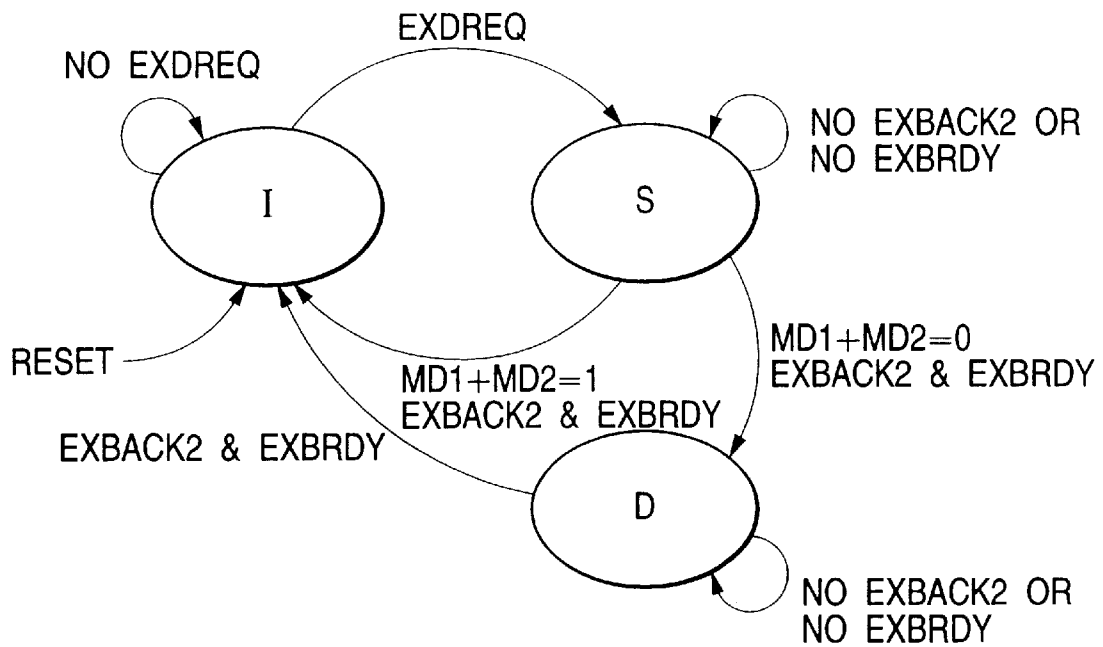 EXDREQ
NO EXDREQ
NO EXBACK2 OR
NO EXBRDY
I
S
RESET
MD1+MD2=1
EXBACK2 & EXBRDY
MD1+MD2=0
EXBACK2 & EXBRDY
EXBACK2 & EXBRDY
D
NO EXBACK2 OR
NO EXBRDY